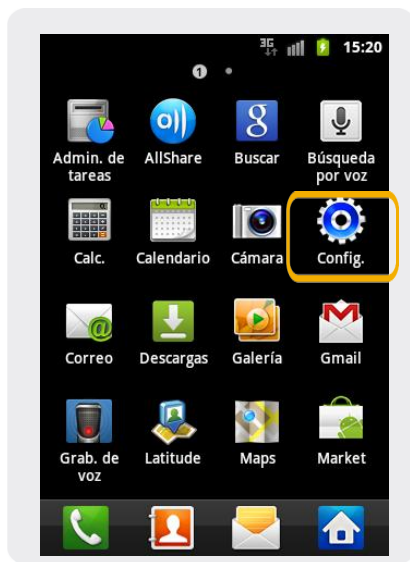 3G 15:20
1
Admin. de tareas AllShare Buscar Búsqueda por voz
Calc. Calendario Cámara Config.
Correo Descargas Galería Gmail
Grab. de voz Latitude Maps Market